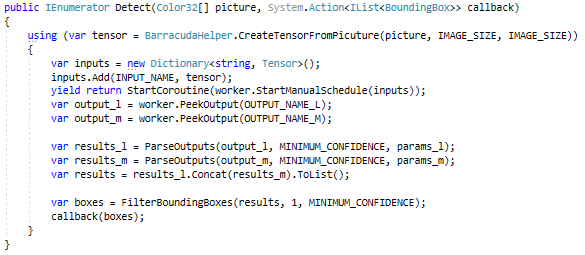 public IEnumerator Detect(Color32[] picture, System.Action<IList<BoundingBox>> callback)
{
using (var tensor = BarracudaHelper.CreateTensorFromPicuture(picture, IMAGE_SIZE, IMAGE_SIZE))
{
var inputs = new Dictionary<string, Tensor>();
inputs.Add(INPUT_NAME, tensor);
yield return StartCoroutine(worker.StartManualSchedule(inputs));
var output_l = worker.PeekOutput(OUTPUT_NAME_L);
var output_m = worker.PeekOutput(OUTPUT_NAME_M);
var results_l = ParseOutputs(output_l, MINIMUM_CONFIDENCE, params_l);
var results_m = ParseOutputs(output_m, MINIMUM_CONFIDENCE, params_m);
var results = results_l.Concat(results_m).ToList();
var boxes = FilterBoundingBoxes(results, 1, MINIMUM_CONFIDENCE);
callback(boxes);
}
}